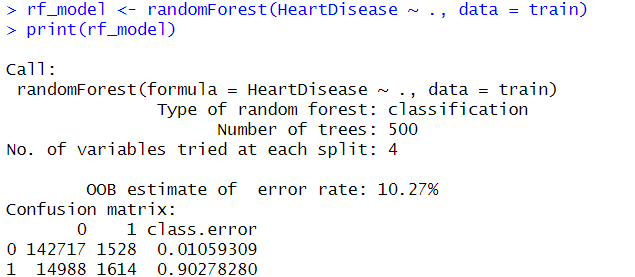 > rf_model <- randomForest(HeartDisease ~ ., data = train)
> print(rf_model)
Call:
randomForest(formula = HeartDisease ~ ., data = train)
Type of random forest: classification
Number of trees: 500
No. of variables tried at each split: 4
OOB estimate of  error rate: 10.27%
Confusion matrix:
0 1 class.error
0 142717 1528 0.01059309
1 14988 1614 0.90278280